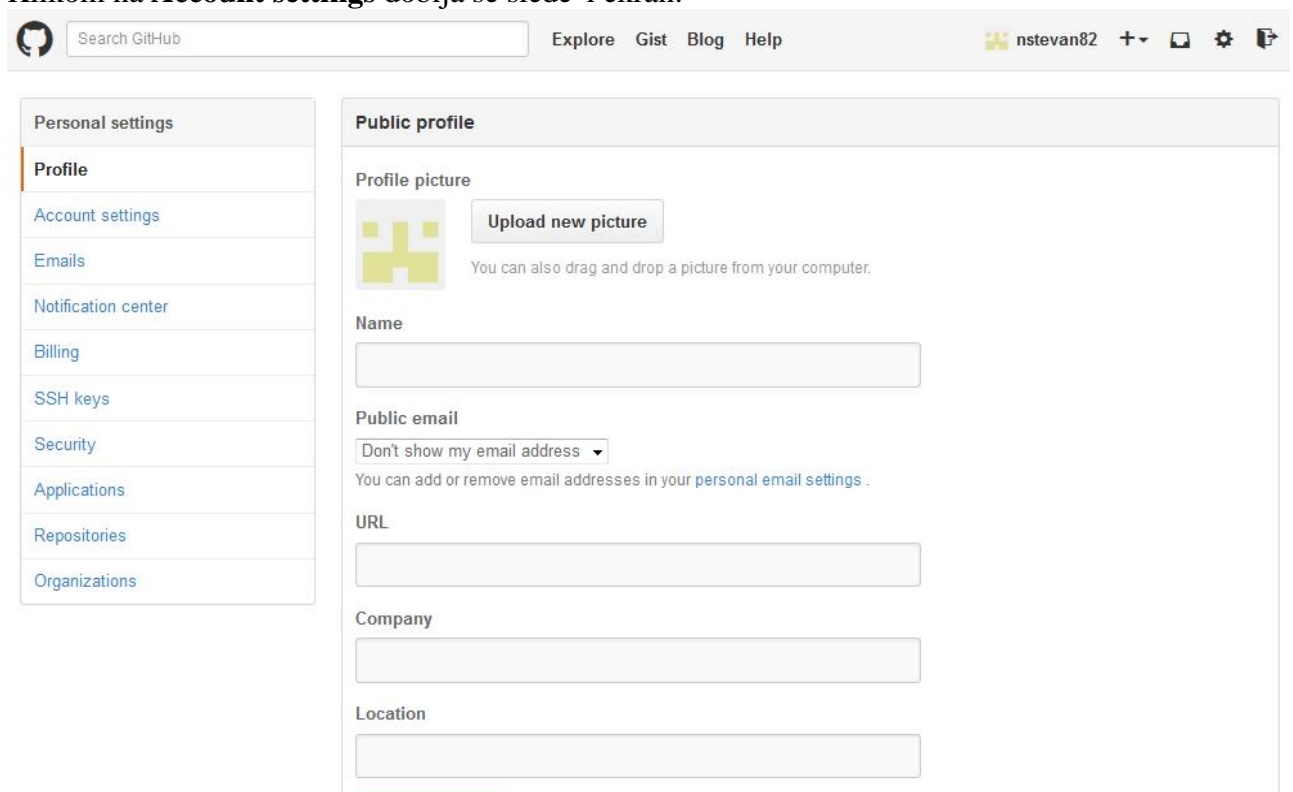 Klikom na Account settings dobija se slede i ekran:
Search GitHub
Explore Gist Blog Help
nstevan82
Personal settings
Profile
Account settings
Emails
Notification center
Billing
SSH keys
Security
Applications
Repositories
Organizations
Public profile
Profile picture
Upload new picture
You can also drag and drop a picture from your computer.
Name
Public email
Don't show my email address
You can add or remove email addresses in your personal email settings .
URL
Company
Location